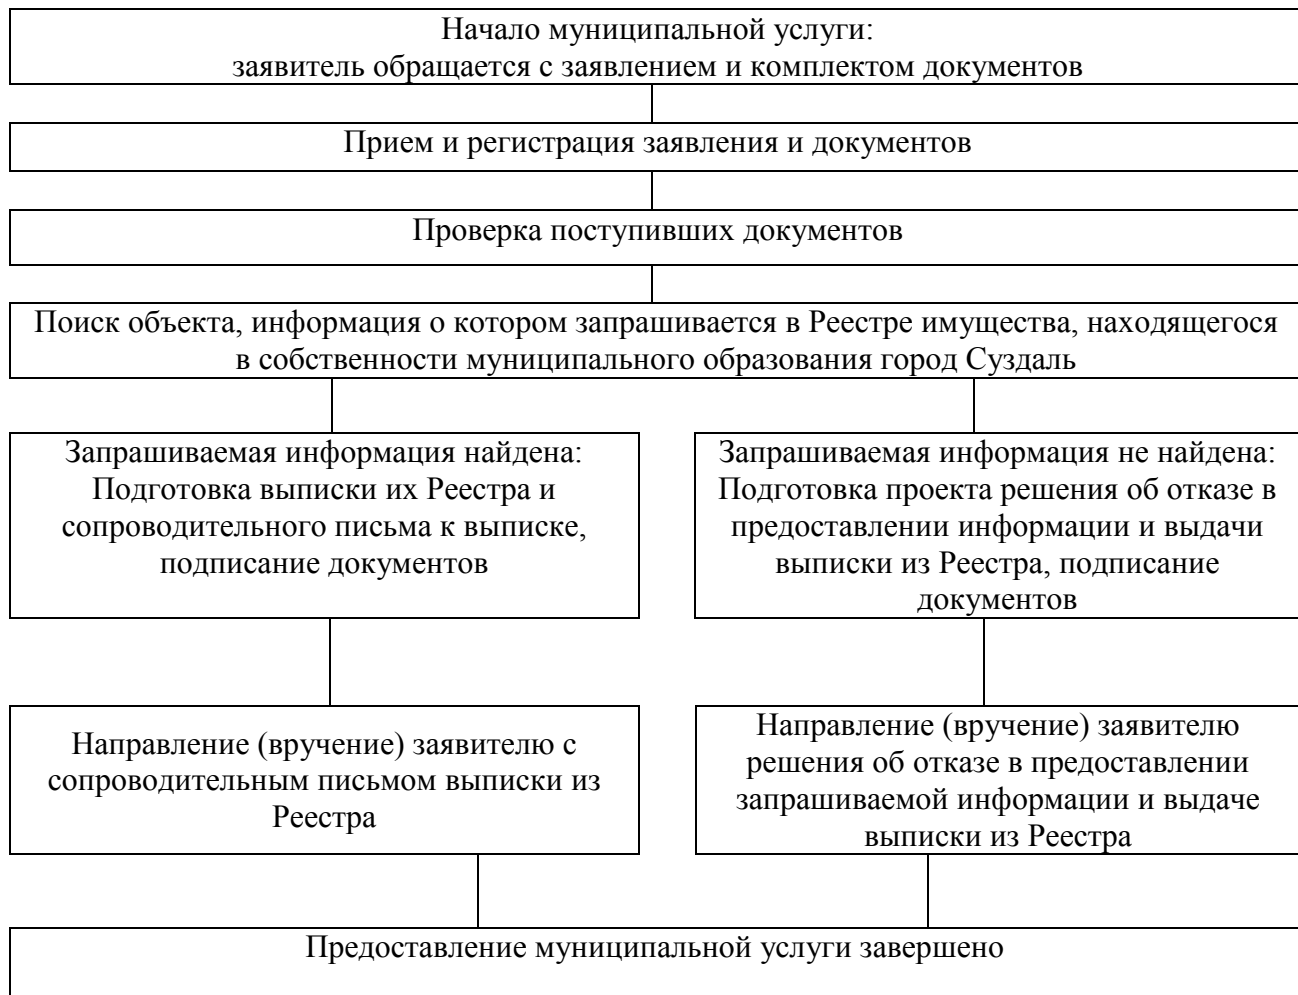 Начало муниципальной услуги:
заявитель обращается с заявлением и комплектом документов
Прием и регистрация заявления и документов
Проверка поступивших документов
Поиск объекта, информация о котором запрашивается в Реестре имущества, находящегося
в собственности муниципального образования город Суздаль
Запрашиваемая информация найдена:
Подготовка выписки их Реестра и
сопроводительного письма к выписке,
подписание документов
Запрашиваемая информация не найдена:
Подготовка проекта решения об отказе в
предоставлении информации и выдачи
выписки из Реестра, подписание
документов
Направление (вручение) заявителю с
сопроводительным письмом выписки из
Реестра
Направление (вручение) заявителю
решения об отказе в предоставлении
запрашиваемой информации и выдаче
выписки из Реестра
Предоставление муниципальной услуги завершено